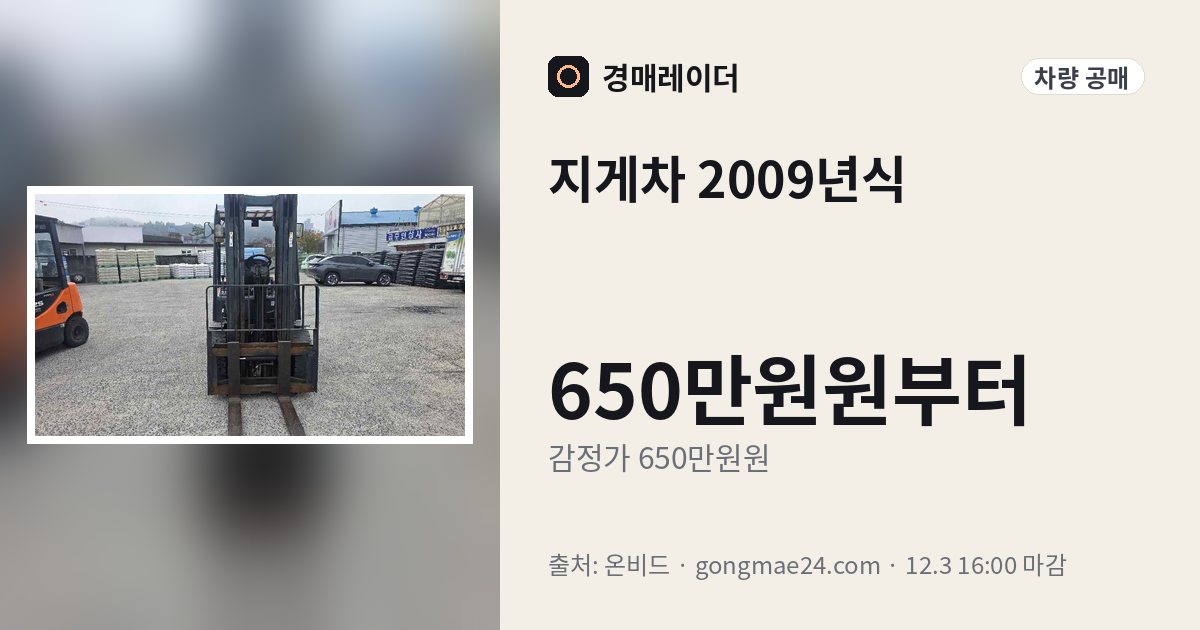 경매레이더
차량 공매
지게차 2009년식
650만원원부터
감정가 650만원원
출처: 온비드 · gongmae24.com · 12.3 16:00 마감